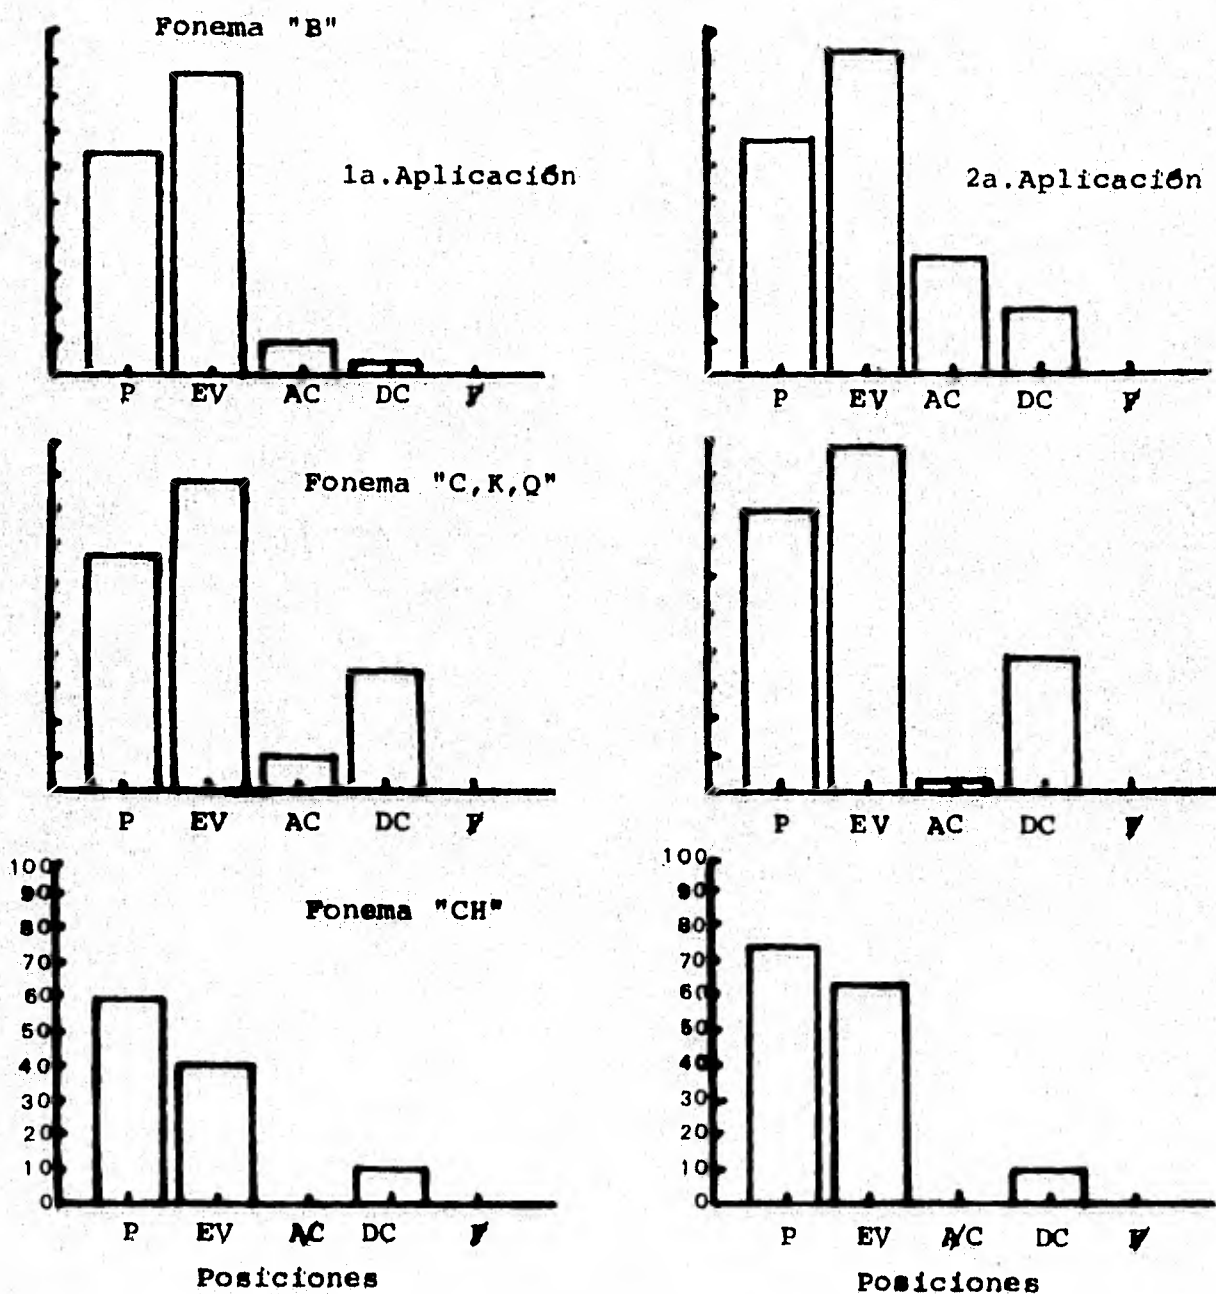 Fonema "B"
1a.Aplicación
2a.Aplicación
P EV AC DC F
P EV AC DC F
Fonema "C,K,Q"
P EV AC DC F
P EV AC DC F
100
90
80
70
60
50
40
30
20
10
0
Fonema "CH"
100
90
80
70
60
50
40
30
20
10
0
P EV AC DC F
P EV AC DC F
Posiciones
Posiciones